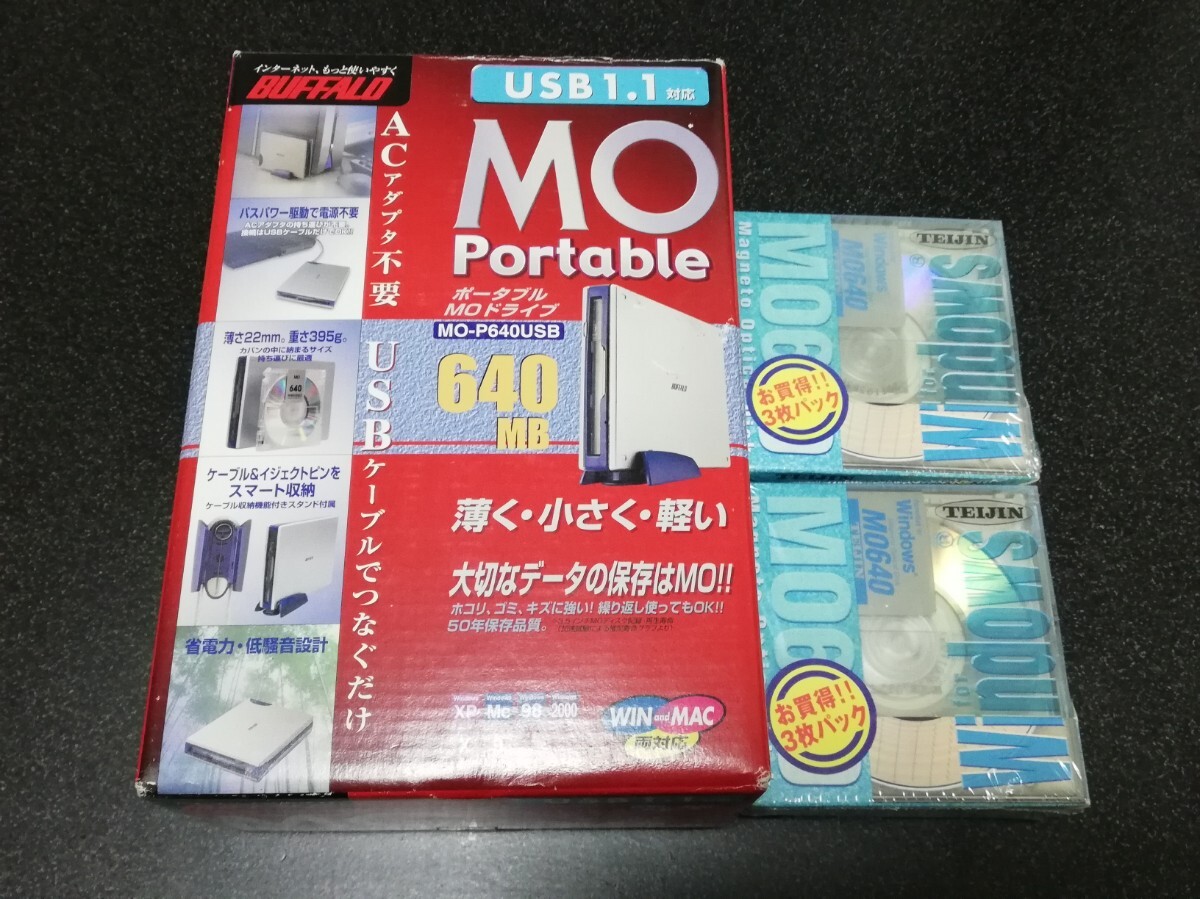 インターネット、もっと使いやすく
BUFFALO
USB1.1対応
MO
Portable
ポータブル
MOドライブ
MO-P640USB
640
MB
ACアダプタ不要
USBケーブルでつなぐだけ
バスパワー駆動で電源不要
薄さ22mm。重さ395g。
カバンの中に納まるサイズ
持ち運びに最適
640
ケーブル&イジェクトピンを
スマート収納
ケーブル収納機能付きスタンド付属
省電力・低騒音設計
BUFFALO
薄く・小さく・軽い
大切なデータの保存はMO!!
ホコリ、ゴミ、キズに強い!繰り返し使ってもOK!!
50年保存品質。
XP Me 98 2000
WIN and MAC
両対応
TEIJIN
Windows
MO640
お買得!!
3枚パック
TEIJIN
Windows
MO640
お買得!!
3枚パック